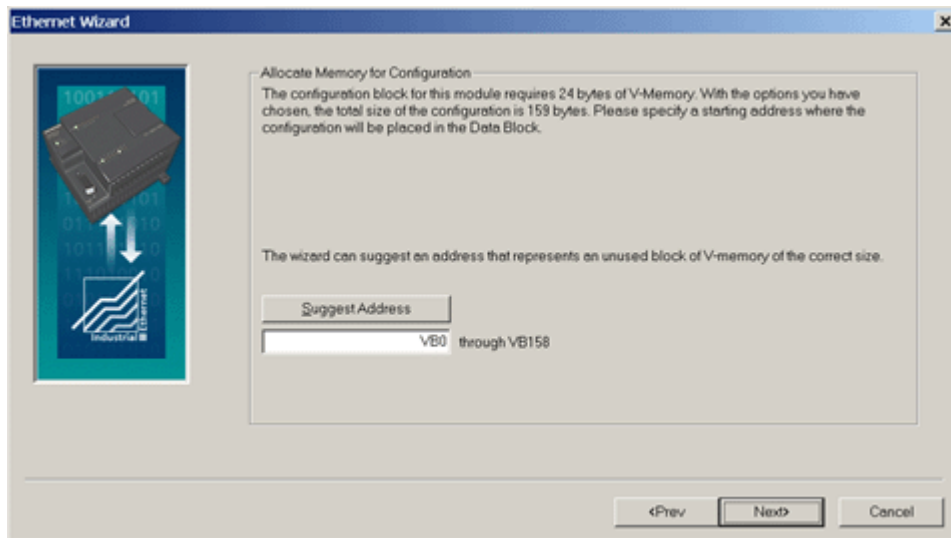 Ethernet Wizard
Allocate Memory for Configuration
The configuration block for this module requires 24 bytes of V-Memory. With the options you have
chosen, the total size of the configuration is 159 bytes. Please specify a starting address where the
configuration will be placed in the Data Block.
The wizard can suggest an address that represents an unused block of V-memory of the correct size.
Suggest Address
VB0 through VB158
Industrial Ethernet
<Prev Next> Cancel